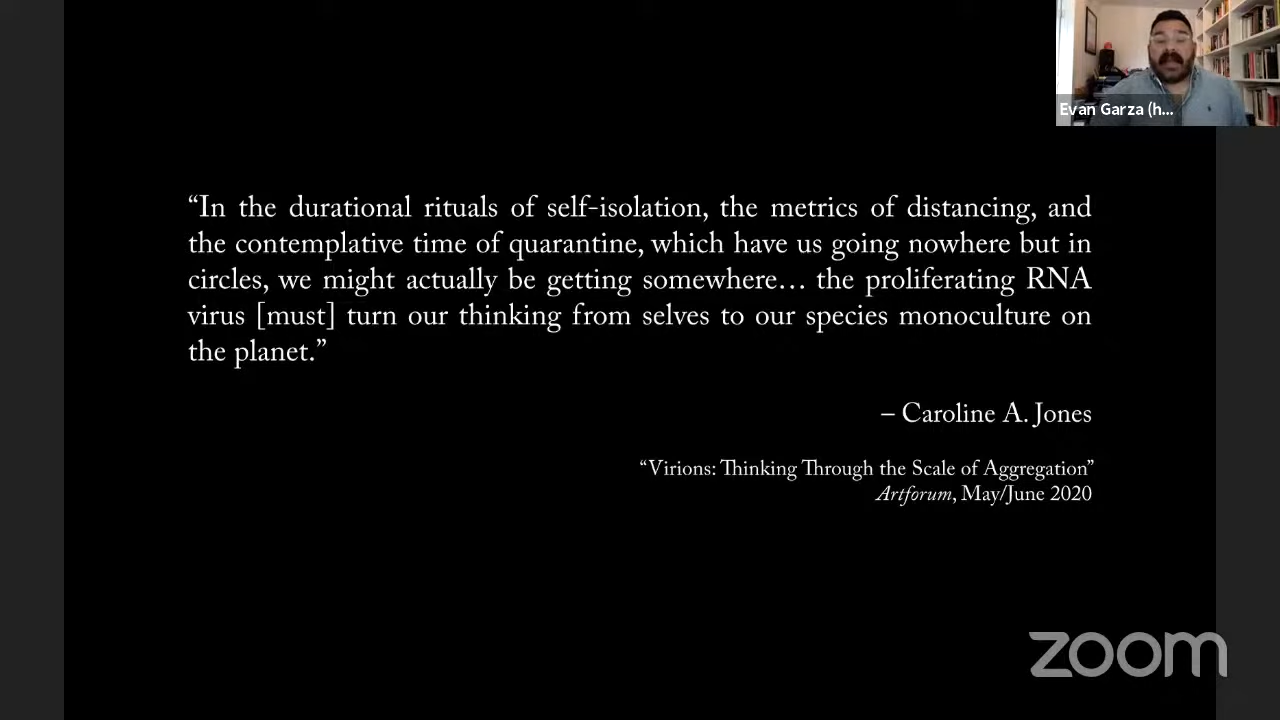 Evan Garza (h...
“In the durational rituals of self-isolation, the metrics of distancing, and
the contemplative time of quarantine, which have us going nowhere but in
circles, we might actually be getting somewhere… the proliferating RNA
virus [must] turn our thinking from selves to our species monoculture on
the planet.”
– Caroline A. Jones
“Virions: Thinking Through the Scale of Aggregation”
Artforum, May/June 2020
zoom